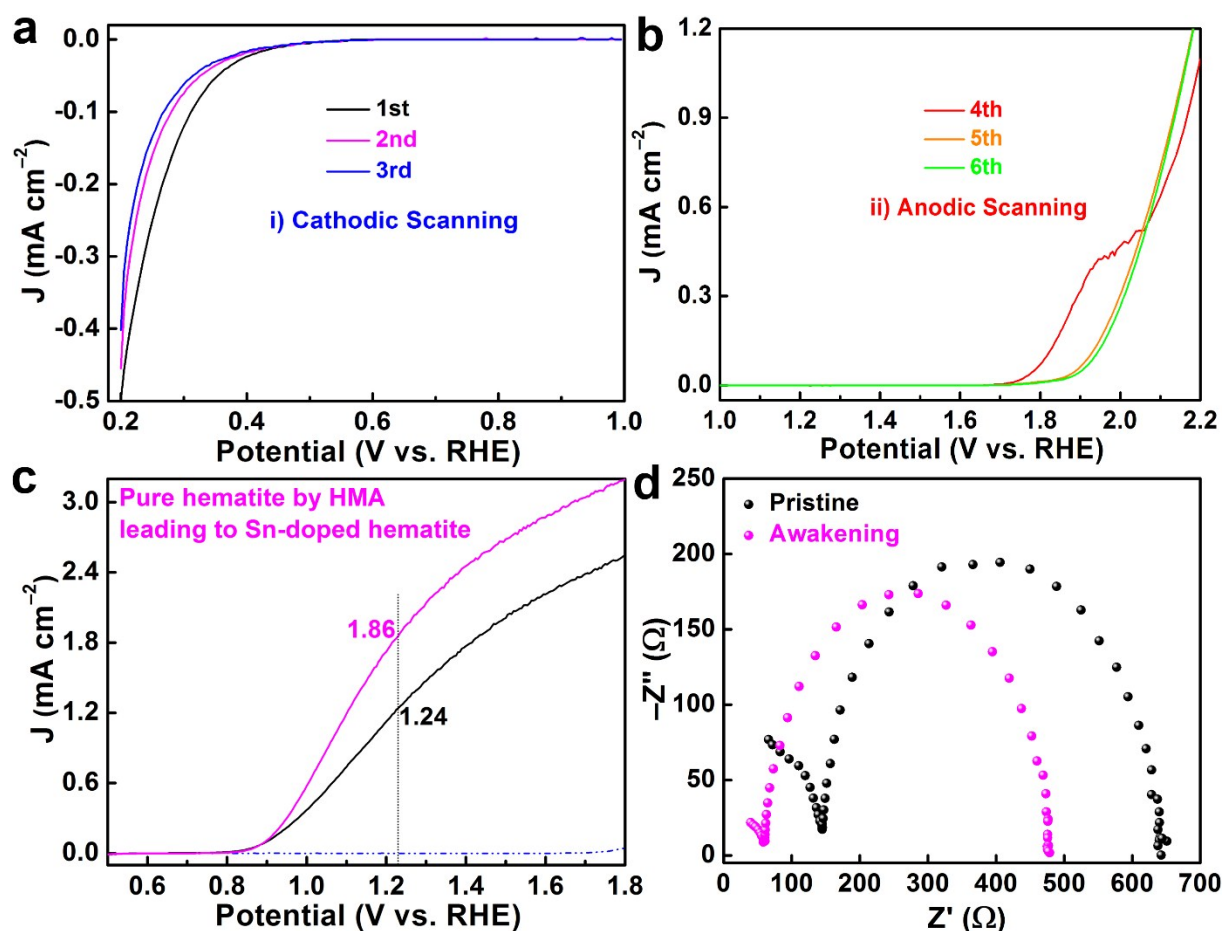 a
0.0
-0.1
-0.2
-0.3
-0.4
-0.5
J (mA cm−2)
1st
2nd
3rd
i) Cathodic Scanning
0.2 0.4 0.6 0.8 1.0
Potential (V vs. RHE)
b
1.2
0.9
0.6
0.3
0.0
J (mA cm−2)
4th
5th
6th
ii) Anodic Scanning
1.0 1.2 1.4 1.6 1.8 2.0 2.2
Potential (V vs. RHE)
c
3.0
2.4
1.8
1.2
0.6
0.0
J (mA cm−2)
Pure hematite by HMA
leading to Sn-doped hematite
1.86
1.24
0.6 0.8 1.0 1.2 1.4 1.6 1.8
Potential (V vs. RHE)
d
250
200
150
100
50
0
–Z" (Ω)
Pristine
Awakening
0 100 200 300 400 500 600 700
Z' (Ω)